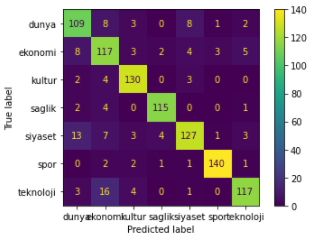 dunya 109 8 3 0 8 1 2 140
ekonomi 8 117 3 2 4 3 5 120
kultur 2 4 130 0 3 0 0 100
saglik 2 4 0 115 0 0 1 80
siyaset 13 7 3 4 127 1 3 60
spor 0 2 2 1 1 140 1 40
teknoloji 3 16 4 0 1 0 117 20
0
dunya ekonomi kultur saglik siyaset spor teknoloji
Predicted label
True label